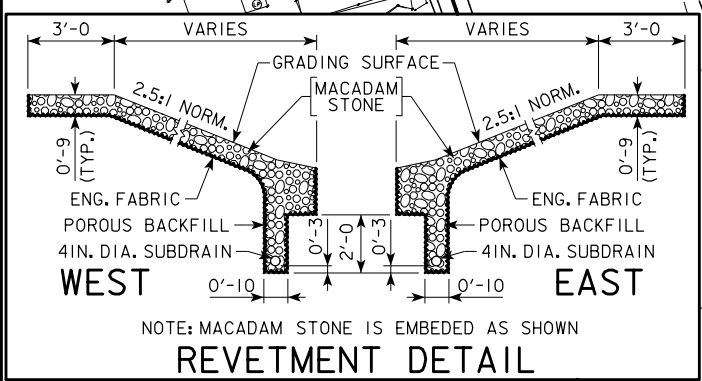 3'-0 VARIES VARIES 3'-0
GRADING SURFACE
MACADAM
STONE
2.5:1 NORM. 2.5:1 NORM.
0'-9
(TYP.)
0'-9
(TYP.)
ENG. FABRIC ENG. FABRIC
POROUS BACKFILL POROUS BACKFILL
4IN. DIA. SUBDRAIN 4IN. DIA. SUBDRAIN
0'-3 2'-0 0'-3
WEST EAST
0'-10 0'-10
NOTE: MACADAM STONE IS EMBEDED AS SHOWN
REVETMENT DETAIL